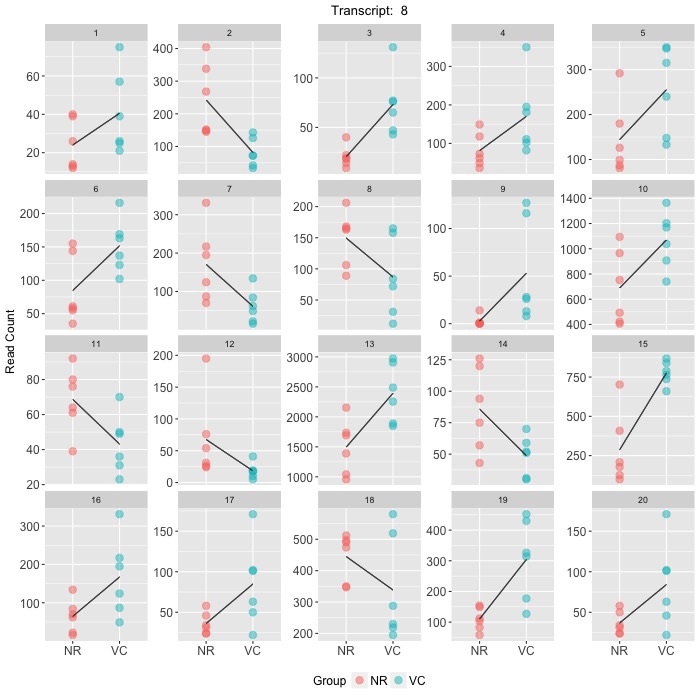 Transcript: 8
1 2 3 4 5
60 400 100 300 300
40 300 50 200 200
20 200 100 100
100
6 7 8 9 10
200 300 200 100 1400
150 200 150 50 1200
100 100 100 0 1000
50 50 800
600
400
Read Count
11 12 13 14 15
80 200 3000 125 750
60 150 2500 100 500
40 100 2000 75 250
20 50 1500 50
0 1000
16 17 18 19 20
300 150 600 400 150
200 100 500 300 100
100 50 400 200 50
300 100
200
NR VC NR VC NR VC NR VC NR VC
Group NR VC